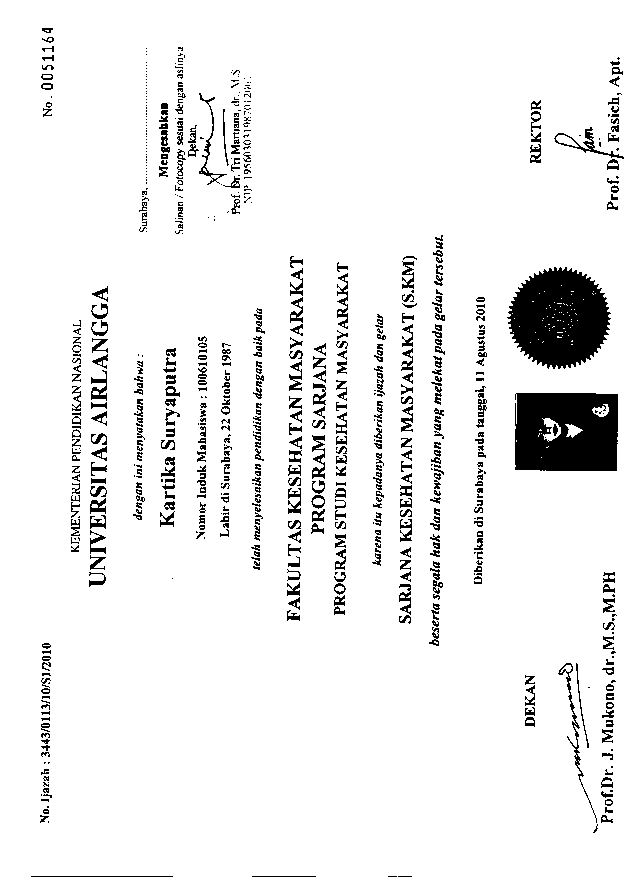 No. Ijazah : 3443/0113/10/S1/2010
No. 0051164
KEMENTERIAN PENDIDIKAN NASIONAL
UNIVERSITAS AIRLANGGA
dengan ini menyatakan bahwa :
Kartika Suryaputra
Nomor Induk Mahasiswa : 100610105
Lahir di Surabaya, 22 Oktober 1987
telah menyelesaikan pendidikan dengan baik pada
FAKULTAS KESEHATAN MASYARAKAT
PROGRAM SARJANA
PROGRAM STUDI KESEHATAN MASYARAKAT
karena itu kepadanya diberikan ijazah dan gelar
SARJANA KESEHATAN MASYARAKAT (S.KM)
beserta segala hak dan kewajiban yang melekat pada gelar tersebut.
Diberikan di Surabaya pada tanggal, 11 Agustus 2010
DEKAN
Prof.Dr. J. Mukono, dr.,M.S.,M.PH
REKTOR
Prof. Dr. Fasich, Apt.
Surabaya,
Mengesahkan
Salinan / Fotocopy sesuai dengan aslinya
Dekan,
Prof. Dr. Tri Martiana, dr., M.S
NIP.